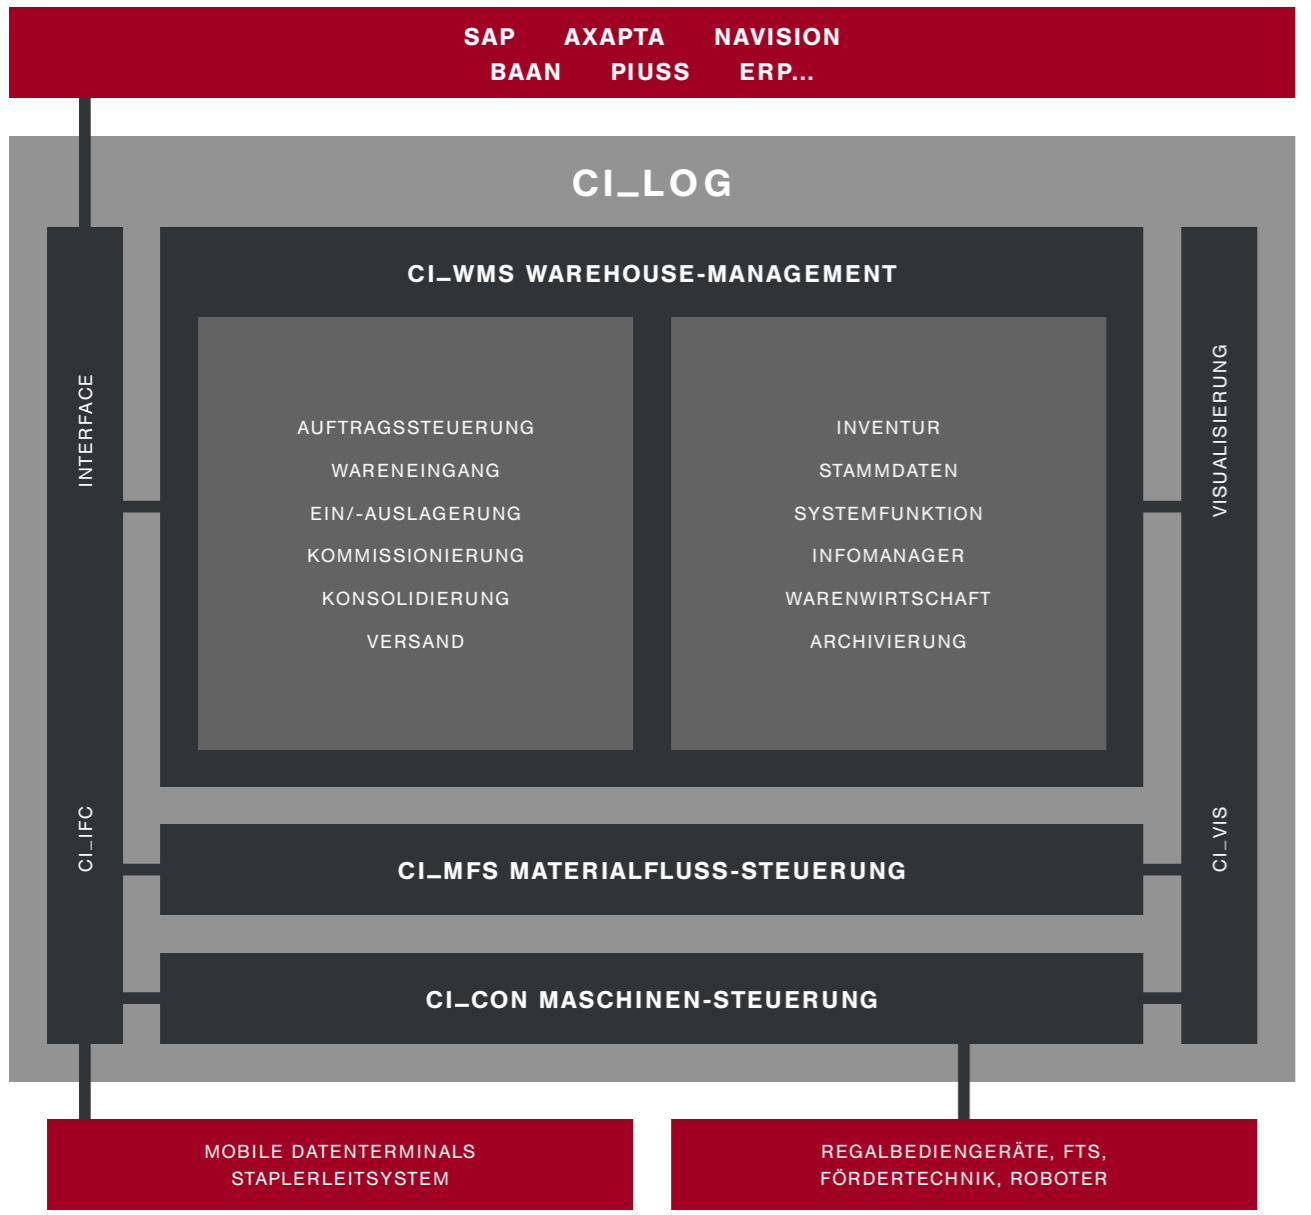 SAP AXAPTA NAVISION
BAAN PIUSS ERP...
CI_LOG
INTERFACE
CI_IFC
CI_WMS WAREHOUSE-MANAGEMENT
AUFTRAGSSTEUERUNG
WARENEINGANG
EIN/-AUSLAGERUNG
KOMMISSIONIERUNG
KONSOLIDIERUNG
VERSAND
INVENTUR
STAMMDATEN
SYSTEMFUNKTION
INFOMANAGER
WARENWIRTSCHAFT
ARCHIVIERUNG
VISUALISIERUNG
CI_VIS
CI_MFS MATERIALFLUSS-STEUERUNG
CI_CON MASCHINEN-STEUERUNG
MOBILE DATENTERMINALS
STAPLERLEITSYSTEM
REGALBEDIENGERÄTE, FTS,
FÖRDERTECHNIK, ROBOTER